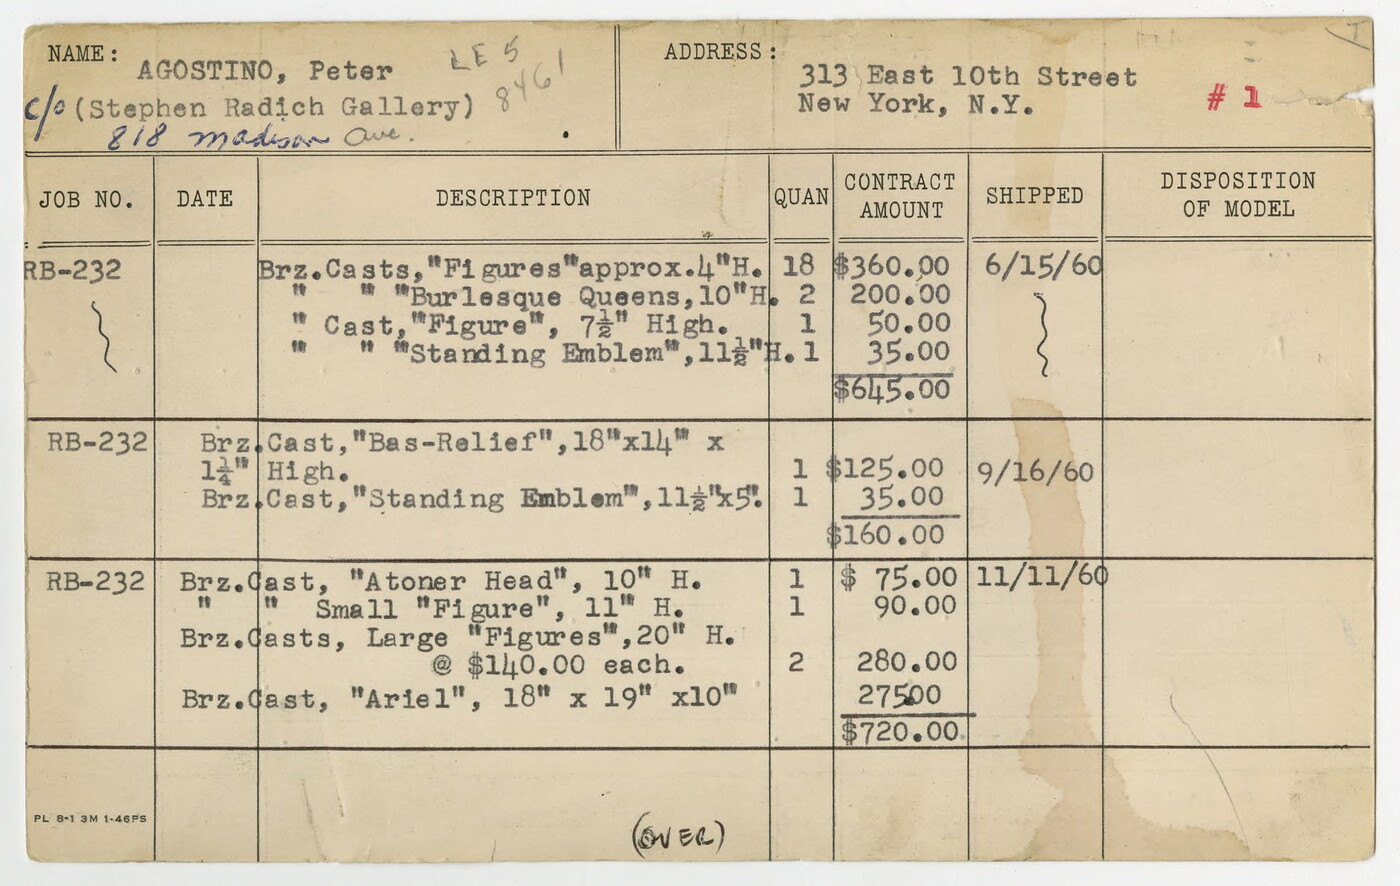 NAME: AGOSTINO, Peter LE 5
8461
c/o (Stephen Radich Gallery)
818 Madison Ave.
ADDRESS:
313 East 10th Street
New York, N.Y.
# 1
JOB NO. DATE DESCRIPTION QUAN CONTRACT AMOUNT SHIPPED DISPOSITION OF MODEL
RB-232 Brz.Casts,"Figures"approx.4"H. 18 $360.00 6/15/60
" " "Burlesque Queens,10"H. 2 200.00
" Cast,"Figure", 7½" High. 1 50.00
" " "Standing Emblem",11½"H. 1 35.00
$645.00
RB-232 Brz.Cast,"Bas-Relief",18"x14" x
1¼" High. 1 $125.00 9/16/60
Brz.Cast,"Standing Emblem",11½"x5". 1 35.00
$160.00
RB-232 Brz.Cast, "Atoner Head", 10" H. 1 $ 75.00 11/11/60
" " Small "Figure", 11" H. 1 90.00
Brz.Casts, Large "Figures",20" H.
@ $140.00 each. 2 280.00
Brz.Cast, "Ariel", 18" x 19" x10" 275.00
$720.00
PL 8-1 3M 1-46PS
(OVER)